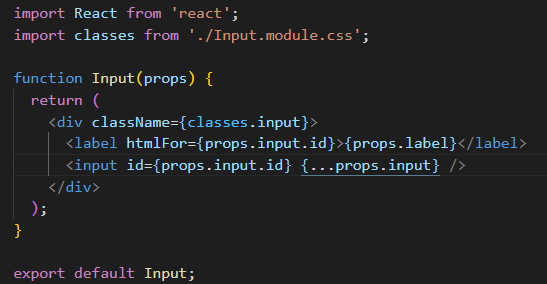 import React from 'react';
import classes from './Input.module.css';

function Input(props) {
  return (
    <div className={classes.input}>
      <label htmlFor={props.input.id}>{props.label}</label>
      <input id={props.input.id} {...props.input} />
    </div>
  );
}

export default Input;